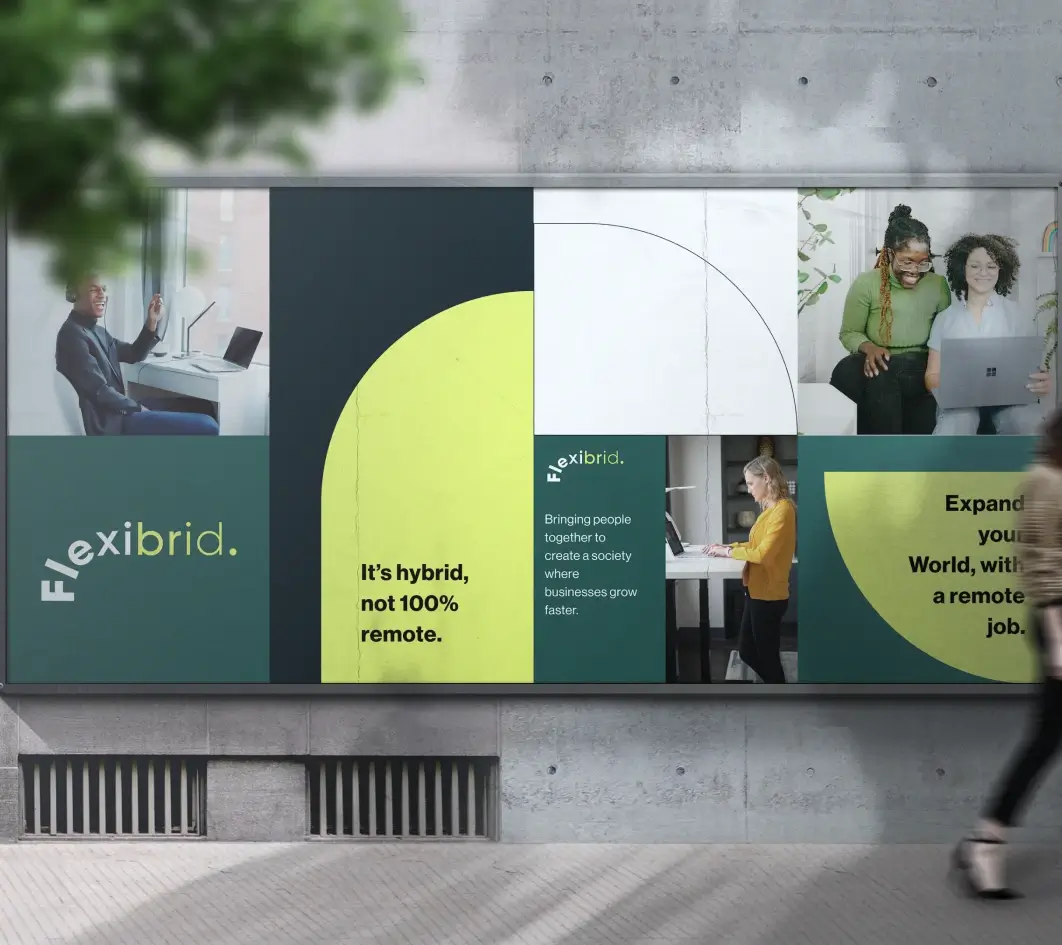 Flexibrid.
It's hybrid,
not 100%
remote.
Flexibrid.
Bringing people
together to
create a society
where
businesses grow
faster.
Expand
your
World, with
a remote
job.